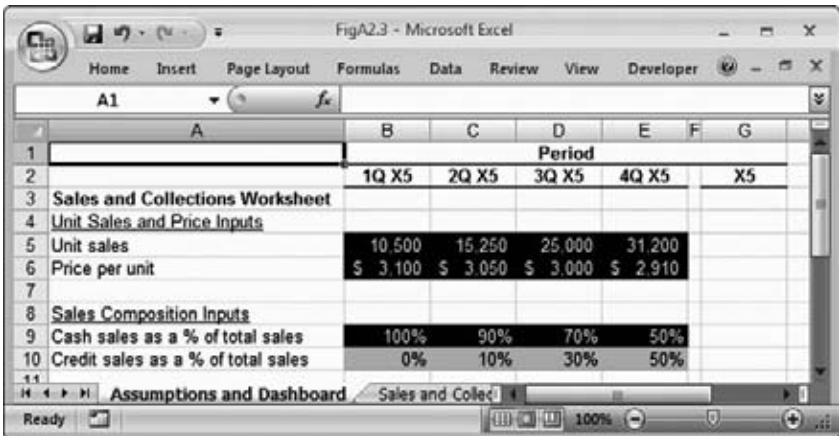 FigA2.3 - Microsoft Excel
Home Insert Page Layout Formulas Data Review View Developer
A1 fx
A B C D E F G
1 Period
2 1Q X5 2Q X5 3Q X5 4Q X5 X5
3 Sales and Collections Worksheet
4 Unit Sales and Price Inputs
5 Unit sales 10,500 15,250 25,000 31,200
6 Price per unit $ 3,100 $ 3,050 $ 3,000 $ 2,910
7
8 Sales Composition Inputs
9 Cash sales as a % of total sales 100% 90% 70% 50%
10 Credit sales as a % of total sales 0% 10% 30% 50%
11
Assumptions and Dashboard Sales and Collec
Ready 100%